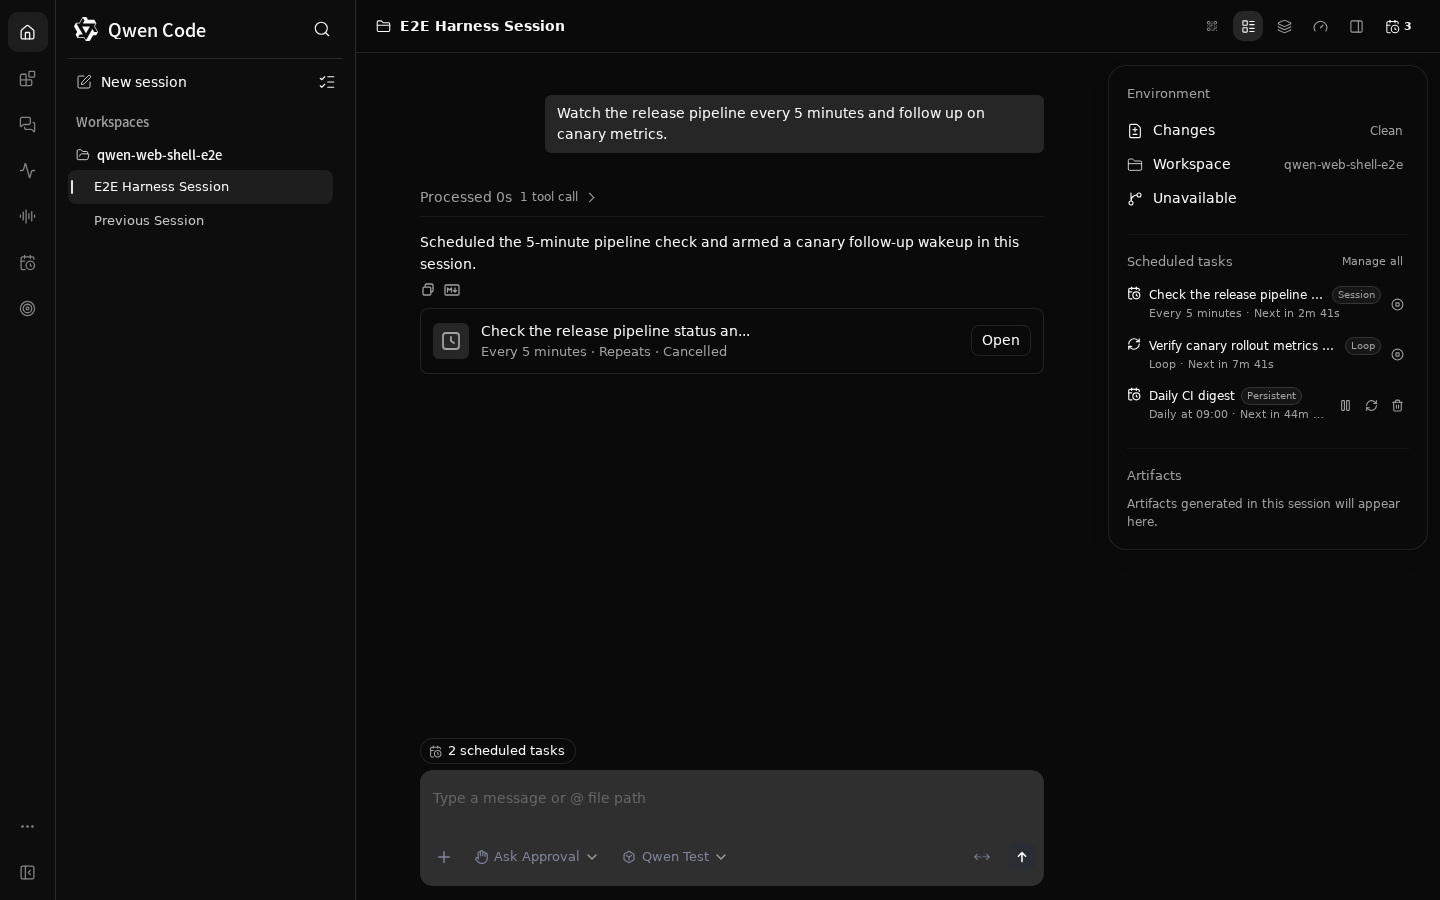 Qwen Code
New session
Workspaces
qwen-web-shell-e2e
E2E Harness Session
Previous Session
E2E Harness Session
3
Watch the release pipeline every 5 minutes and follow up on
canary metrics.
Processed 0s 1 tool call
Scheduled the 5-minute pipeline check and armed a canary follow-up wakeup in this
session.
Check the release pipeline status an...
Every 5 minutes · Repeats · Cancelled
Open
2 scheduled tasks
Type a message or @ file path
Ask Approval
Qwen Test
Environment
Changes Clean
Workspace qwen-web-shell-e2e
Unavailable
Scheduled tasks Manage all
Check the release pipeline ... Session
Every 5 minutes · Next in 2m 41s
Verify canary rollout metrics ... Loop
Loop · Next in 7m 41s
Daily CI digest Persistent
Daily at 09:00 · Next in 44m ...
Artifacts
Artifacts generated in this session will appear
here.